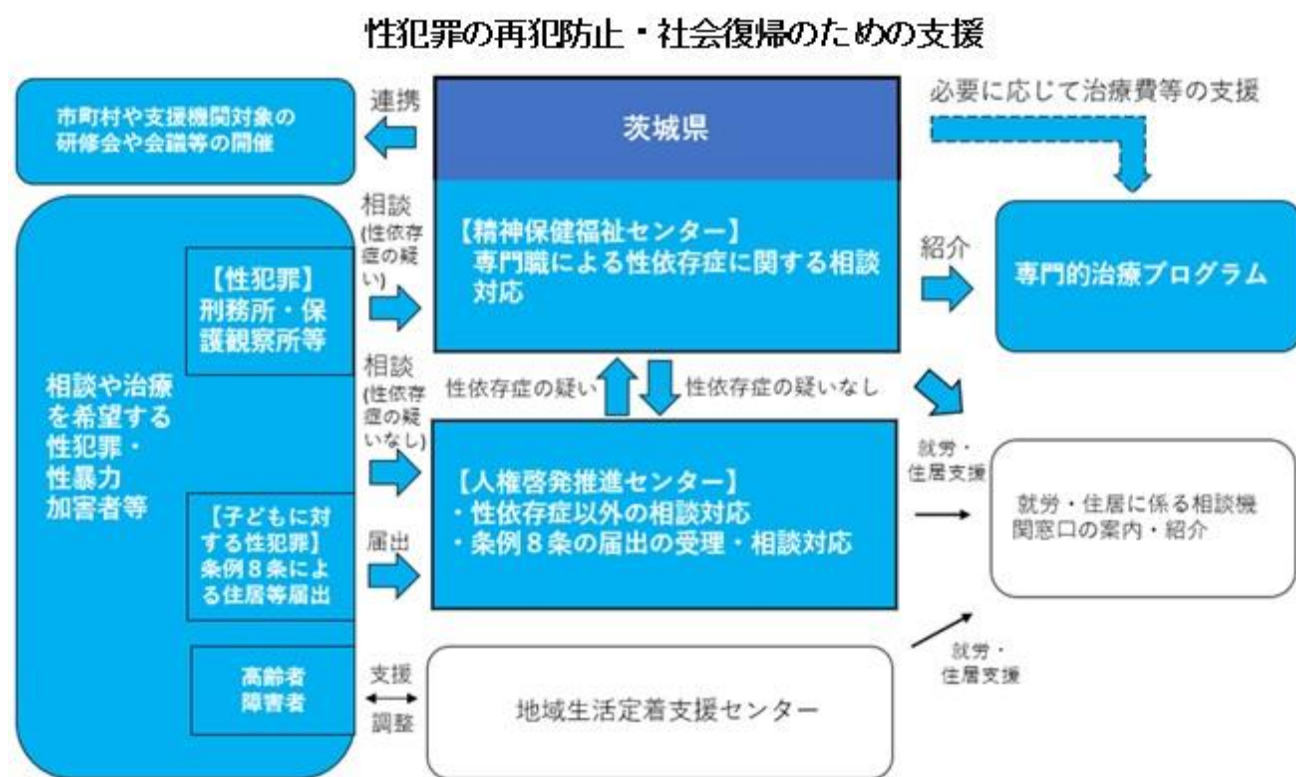 性犯罪の再犯防止・社会復帰のための支援
市町村や支援機関対象の
研修会や会議等の開催
連携
茨城県
必要に応じて治療費等の支援
相談
(性依存
症の疑
い)
【精神保健福祉センター】
専門職による性依存症に関する相談
対応
紹介
専門的治療プログラム
【性犯罪】
刑務所・保
護観察所等
相談や治療
を希望する
性犯罪・
性暴力
加害者等
相談
(性依存
症の疑
いなし)
性依存症の疑い
性依存症の疑いなし
【人権啓発推進センター】
・性依存症以外の相談対応
・条例８条の届出の受理・相談対応
就労・
住居支援
就労・住居に係る相談機
関窓口の案内・紹介
【子どもに対
する性犯罪】
条例８条によ
る住居等届出
届出
高齢者
障害者
支援
調整
地域生活定着支援センター
就労・
住居支援